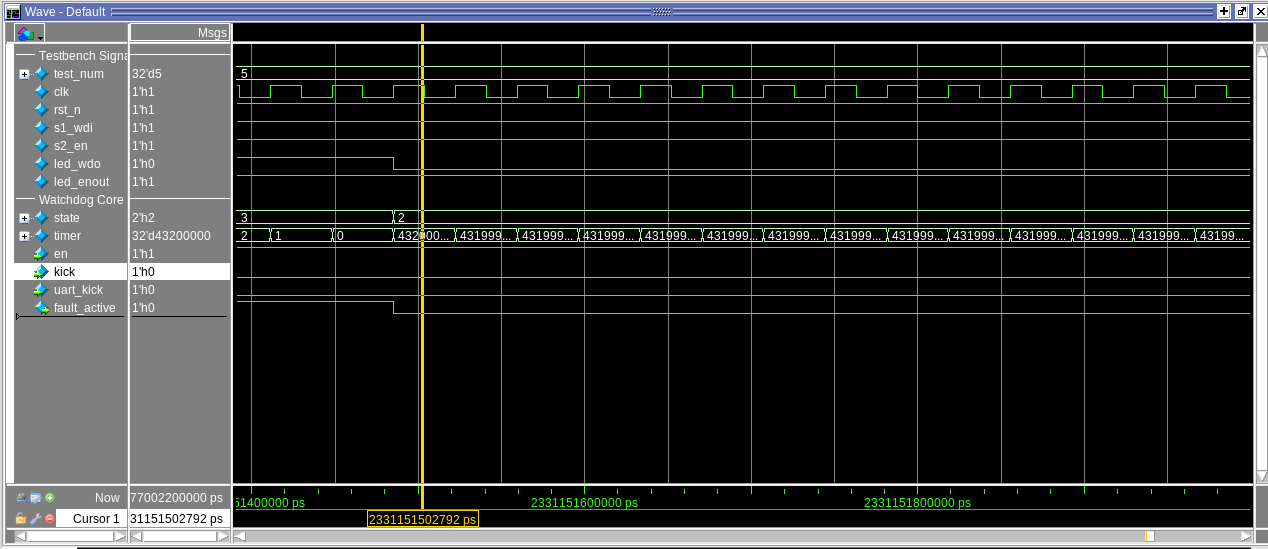 Wave - Default
Msgs
Testbench Signa
test_num 32'd5 5
clk 1'h1
rst_n 1'h1
s1_wdi 1'h1
s2_en 1'h1
led_wdo 1'h0
led_enout 1'h1
Watchdog Core
state 2'h2 3 2
timer 32'd43200000 2 1 0 432000... 431999... 431999... 431999... 431999... 431999... 431999... 431999... 431999... 431999... 431999... 431999... 431999... 43199...
en 1'h1
kick 1'h0
uart_kick 1'h0
fault_active 1'h0
Now 77002200000 ps 51400000 ps 2331151600000 ps 2331151800000 ps
Cursor 1 31151502792 ps 2331151502792 ps